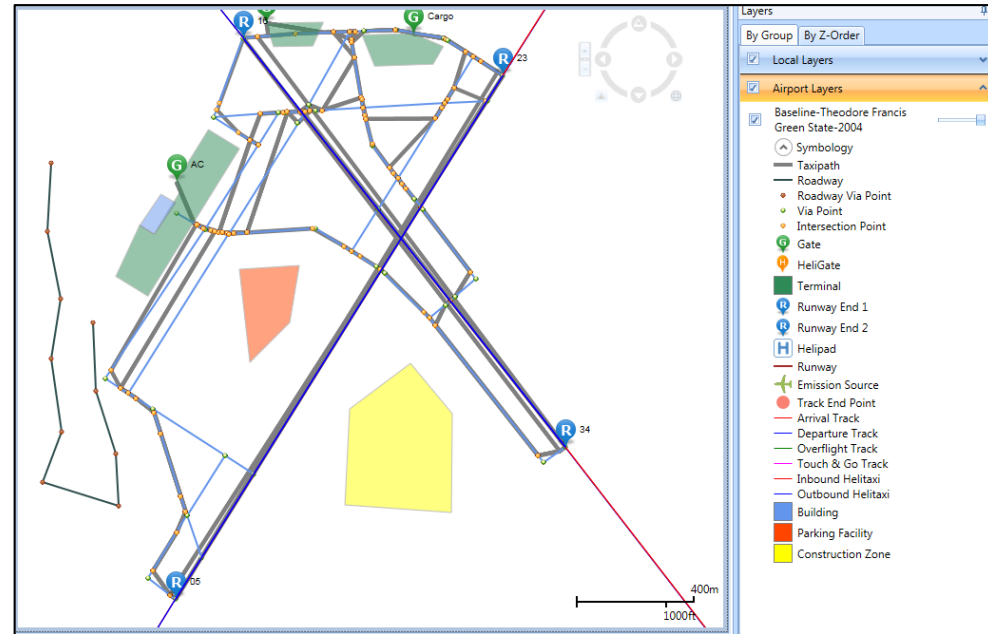 16
Cargo
23
AC
34
05
400m
1000ft
Layers
By Group
By Z-Order
Local Layers
Airport Layers
Baseline-Theodore Francis
Green State-2004
Symbology
Taxipath
Roadway
Roadway Via Point
Via Point
Intersection Point
G Gate
H HeliGate
Terminal
R Runway End 1
R Runway End 2
H Helipad
Runway
Emission Source
Track End Point
Arrival Track
Departure Track
Overflight Track
Touch & Go Track
Inbound Helitaxi
Outbound Helitaxi
Building
Parking Facility
Construction Zone